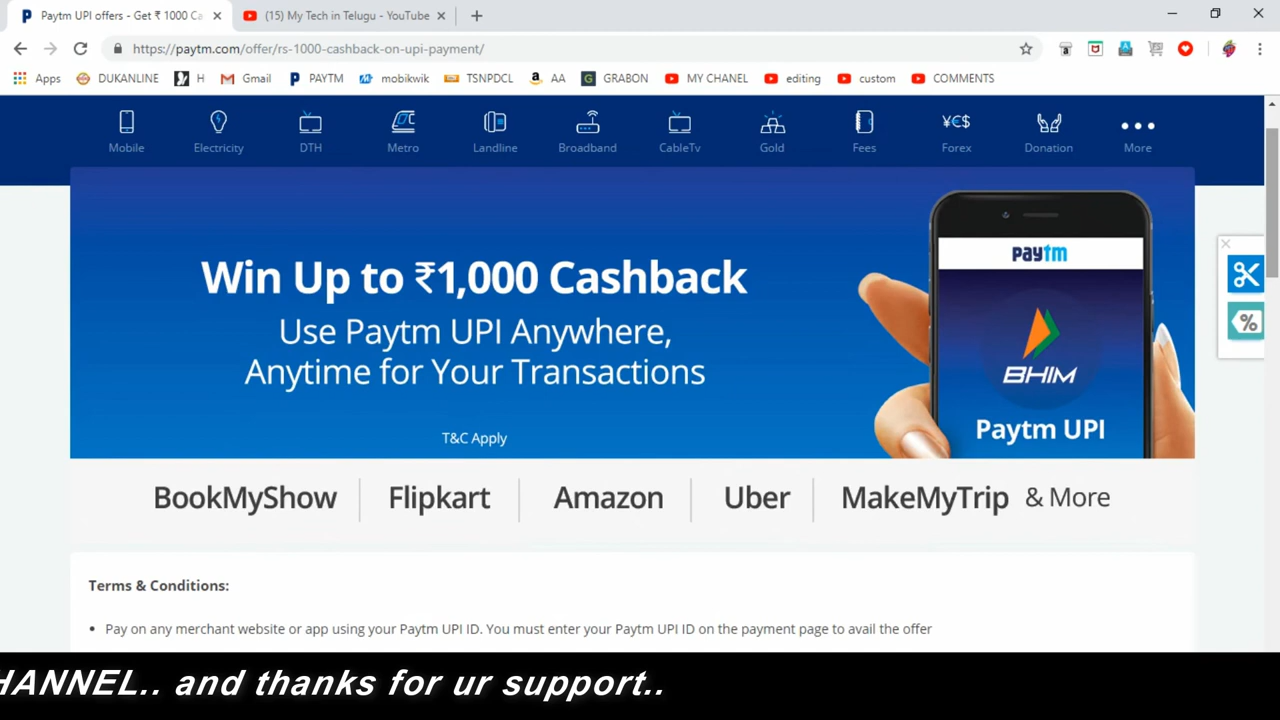 Paytm UPI offers - Get ₹ 1000 Ca
(15) My Tech in Telugu - YouTube
https://paytm.com/offer/rs-1000-cashback-on-upi-payment/
Apps DUKANLINE H Gmail PAYTM mobikwik TSNPDCL AA GRABON MY CHANEL editing custom COMMENTS
Mobile Electricity DTH Metro Landline Broadband CableTv Gold Fees Forex Donation More
Win Up to ₹1,000 Cashback
Use Paytm UPI Anywhere,
Anytime for Your Transactions
T&C Apply
paytm
BHIM
Paytm UPI
BookMyShow Flipkart Amazon Uber MakeMyTrip & More
Terms & Conditions:
• Pay on any merchant website or app using your Paytm UPI ID. You must enter your Paytm UPI ID on the payment page to avail the offer
HANNEL.. and thanks for ur support..